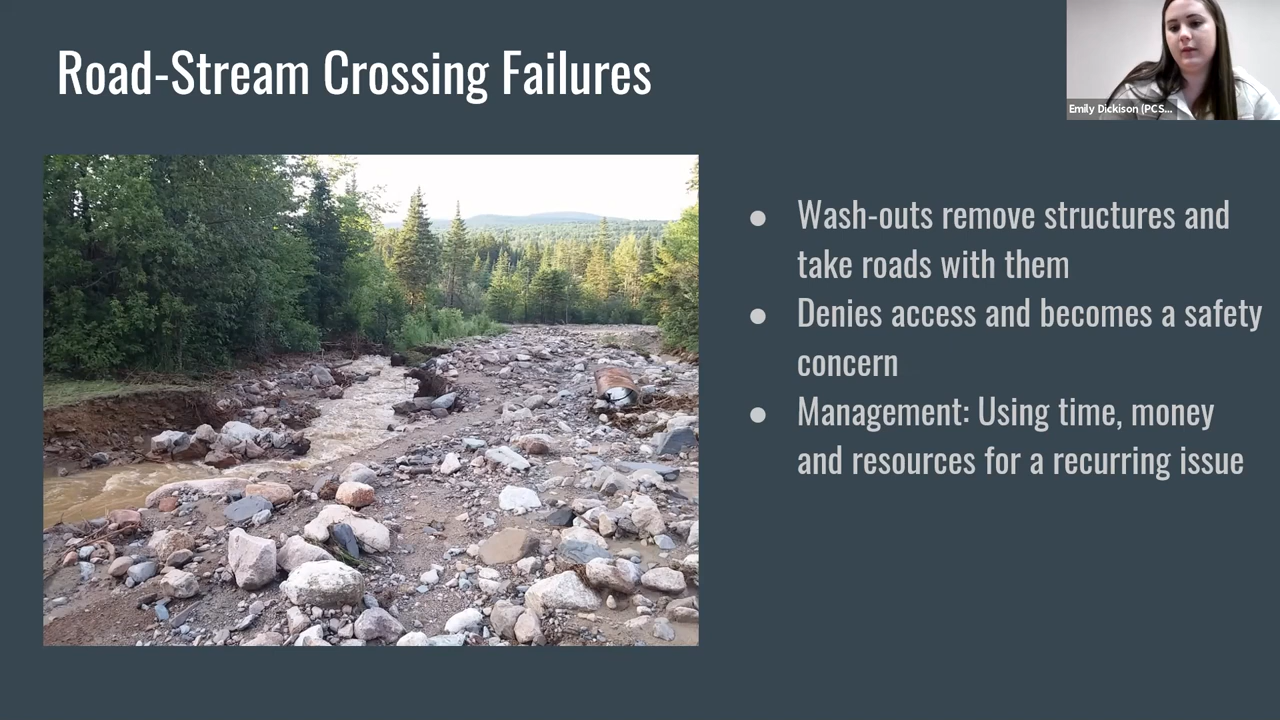 Road-Stream Crossing Failures
Emily Dickison (PCS...
● Wash-outs remove structures and
take roads with them
● Denies access and becomes a safety
concern
● Management: Using time, money
and resources for a recurring issue